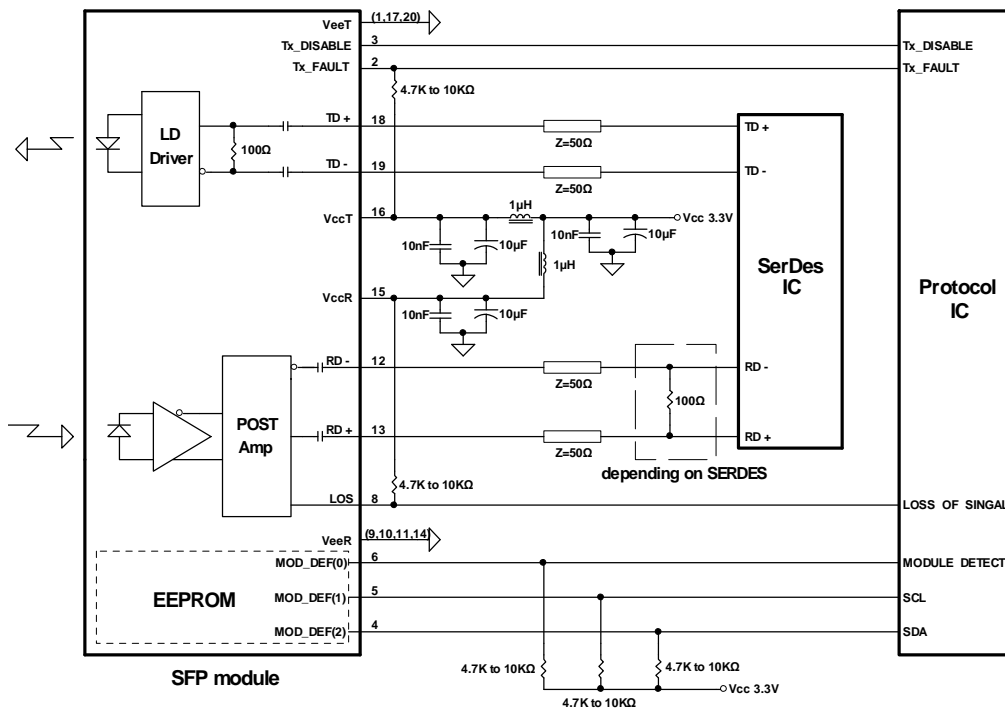 VeeT (1,17,20)
Tx_DISABLE 3 Tx_DISABLE
Tx_FAULT 2 Tx_FAULT
4.7K to 10KΩ
LD
Driver
100Ω
TD + 18 Z=50Ω TD +
TD - 19 Z=50Ω TD -
1µH
VccT 16 Vcc 3.3V
10nF 10µF 10nF 10µF
1µH
SerDes
IC
Protocol
IC
VccR 15
10nF 10µF
RD - 12 Z=50Ω RD -
100Ω
POST
Amp
RD + 13 Z=50Ω RD +
depending on SERDES
4.7K to 10KΩ
LOS 8 LOSS OF SINGAL
VeeR (9,10,11,14)
MOD_DEF(0) 6 MODULE DETECT
EEPROM
MOD_DEF(1) 5 SCL
MOD_DEF(2) 4 SDA
4.7K to 10KΩ 4.7K to 10KΩ
4.7K to 10KΩ
Vcc 3.3V
SFP module